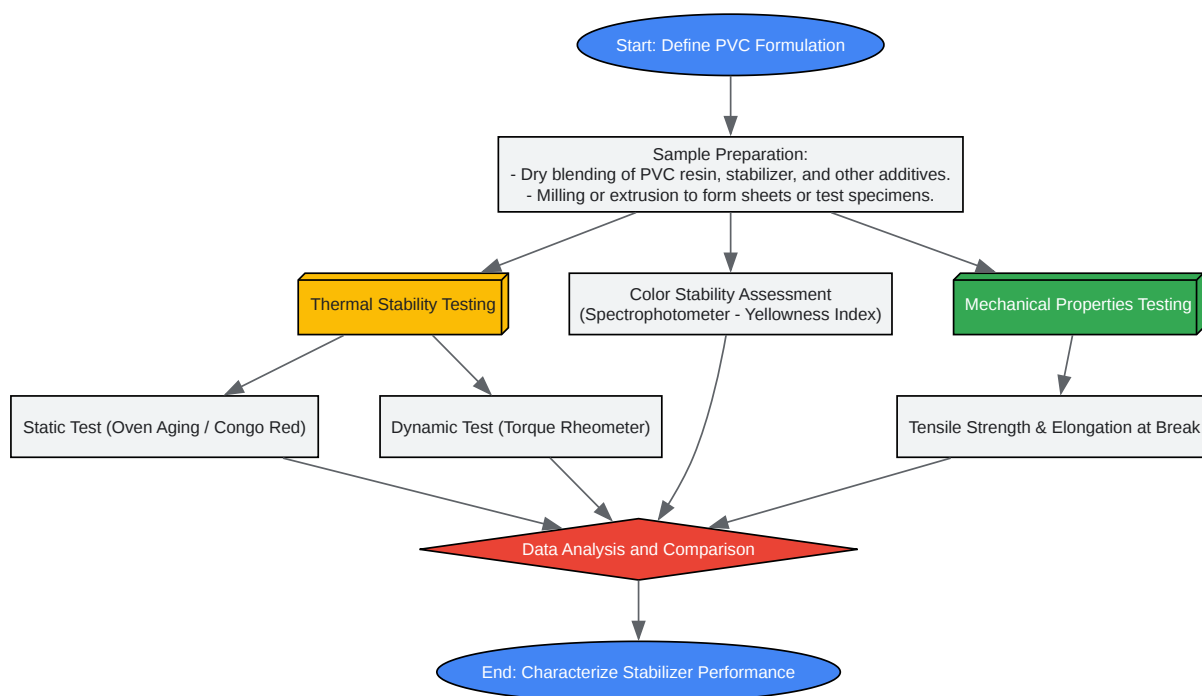 Start: Define PVC Formulation
Sample Preparation:
- Dry blending of PVC resin, stabilizer, and other additives.
- Milling or extrusion to form sheets or test specimens.
Thermal Stability Testing
Color Stability Assessment
(Spectrophotometer - Yellowness Index)
Mechanical Properties Testing
Static Test (Oven Aging / Congo Red)
Dynamic Test (Torque Rheometer)
Tensile Strength & Elongation at Break
Data Analysis and Comparison
End: Characterize Stabilizer Performance